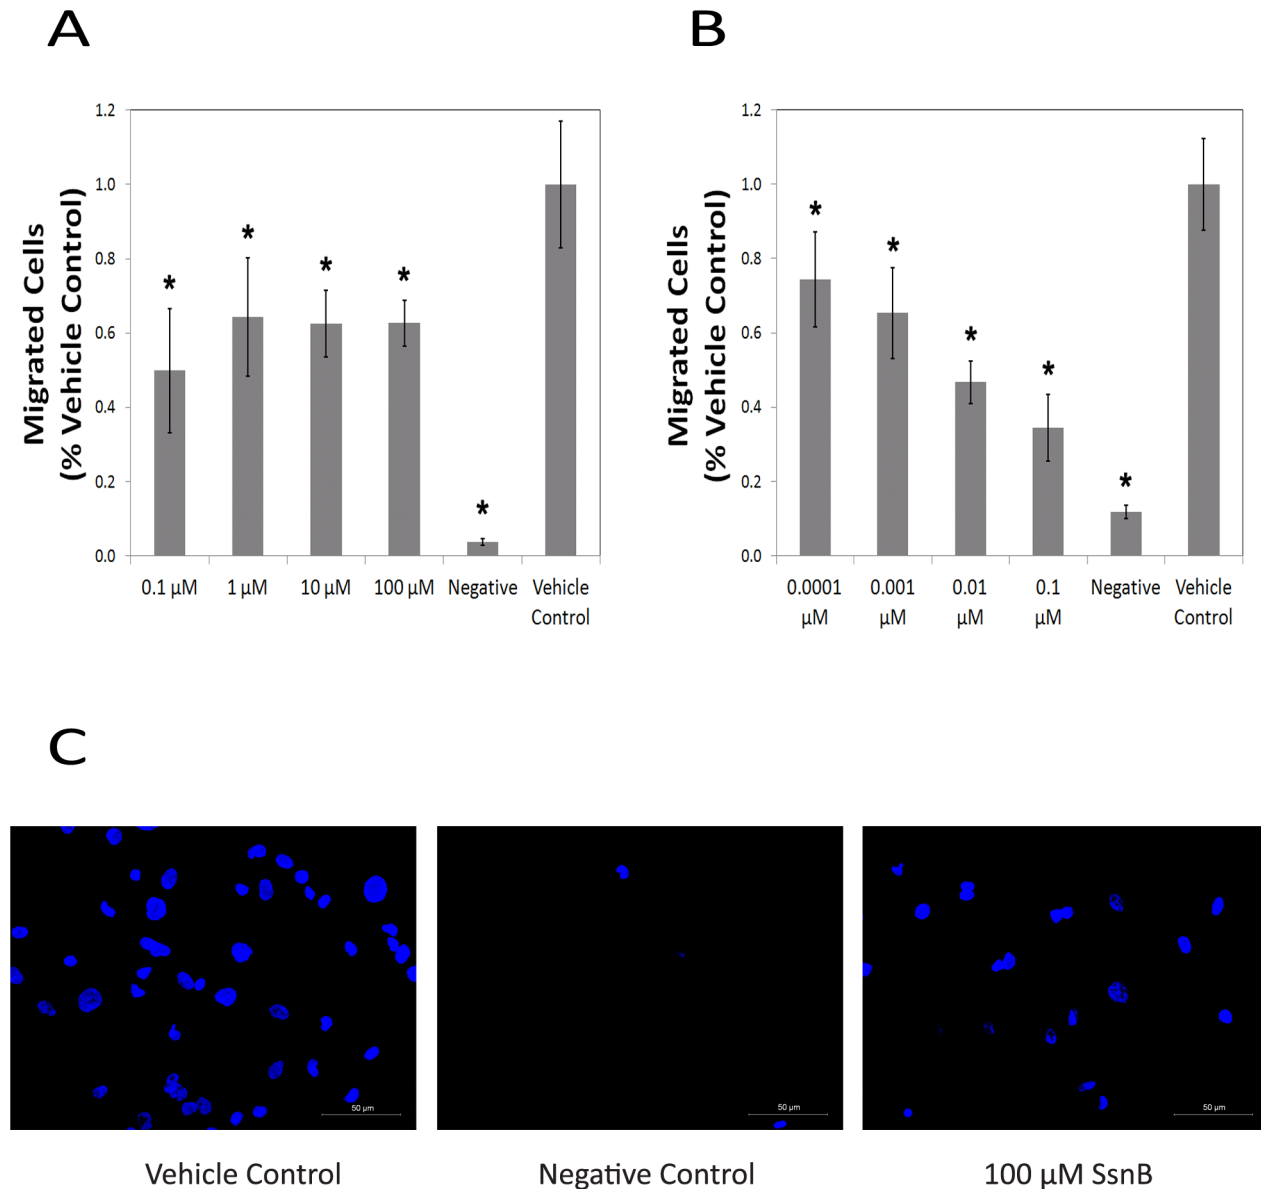 A
B
Migrated Cells
(% Vehicle Control)
1.2
1.0
0.8
0.6
0.4
0.2
0.0
*
*
*
*
*
0.1 µM
1 µM
10 µM
100 µM
Negative
Vehicle
Control
Migrated Cells
(% Vehicle Control)
1.2
1.0
0.8
0.6
0.4
0.2
0.0
*
*
*
*
*
0.0001
µM
0.001
µM
0.01
µM
0.1
µM
Negative
Vehicle
Control
C
50 µm
50 µm
50 µm
Vehicle Control
Negative Control
100 µM SsnB